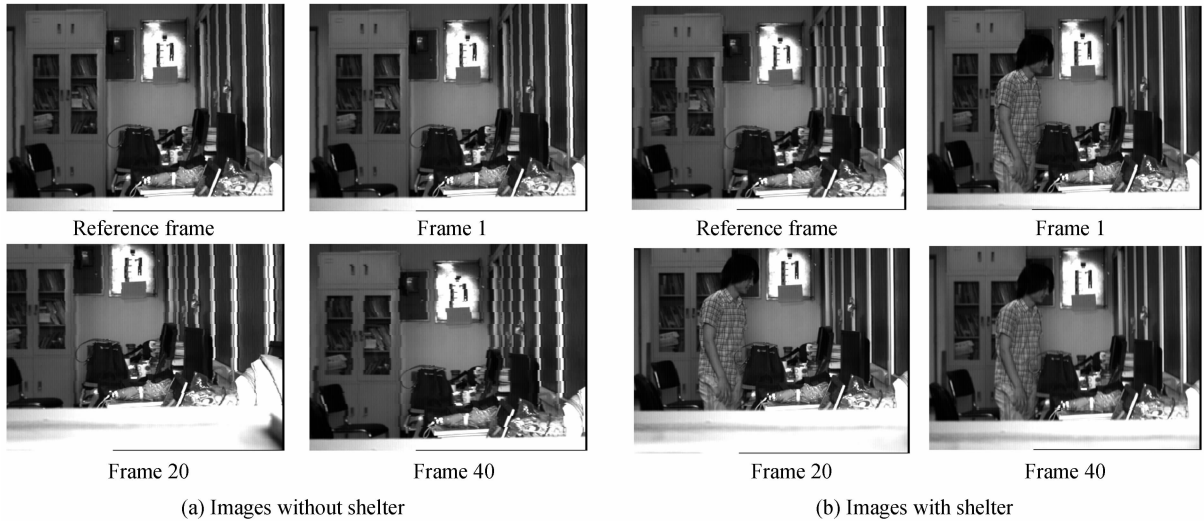 Reference frame
Frame 1
Frame 20
Frame 40
(a) Images without shelter
Reference frame
Frame 1
Frame 20
Frame 40
(b) Images with shelter